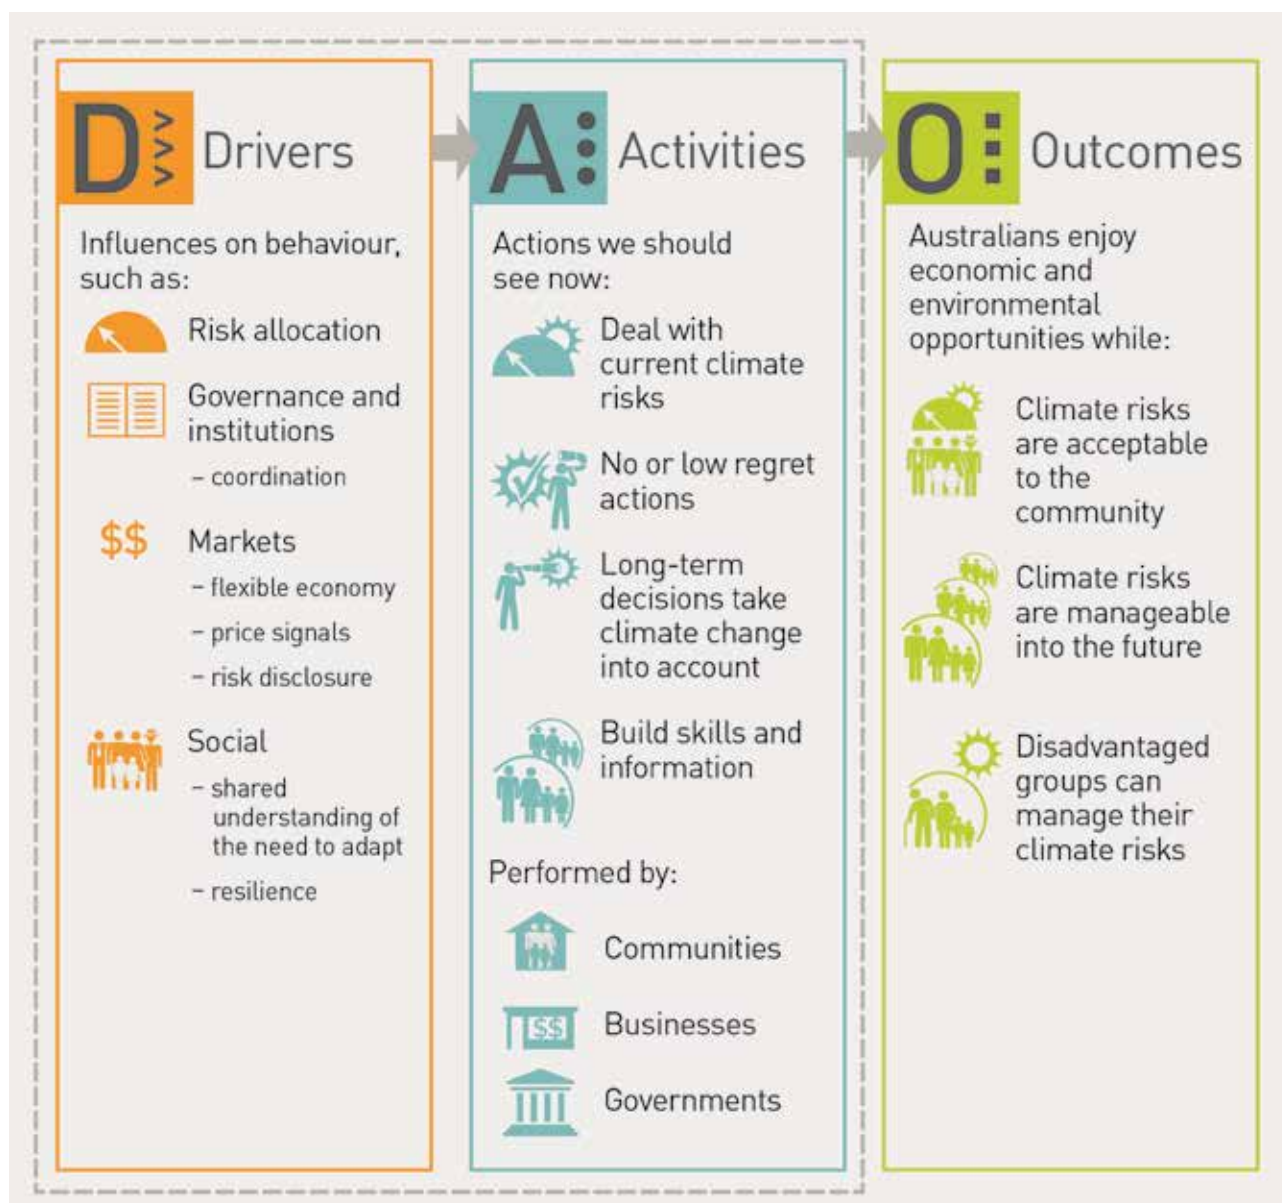 D Drivers
Influences on behaviour,
such as:
Risk allocation
Governance and
institutions
– coordination
$$ Markets
– flexible economy
– price signals
– risk disclosure
Social
– shared
understanding of
the need to adapt
– resilience
A Activities
Actions we should
see now:
Deal with
current climate
risks
No or low regret
actions
Long-term
decisions take
climate change
into account
Build skills and
information
Performed by:
Communities
$$ Businesses
Governments
O Outcomes
Australians enjoy
economic and
environmental
opportunities while:
Climate risks
are acceptable
to the
community
Climate risks
are manageable
into the future
Disadvantaged
groups can
manage their
climate risks